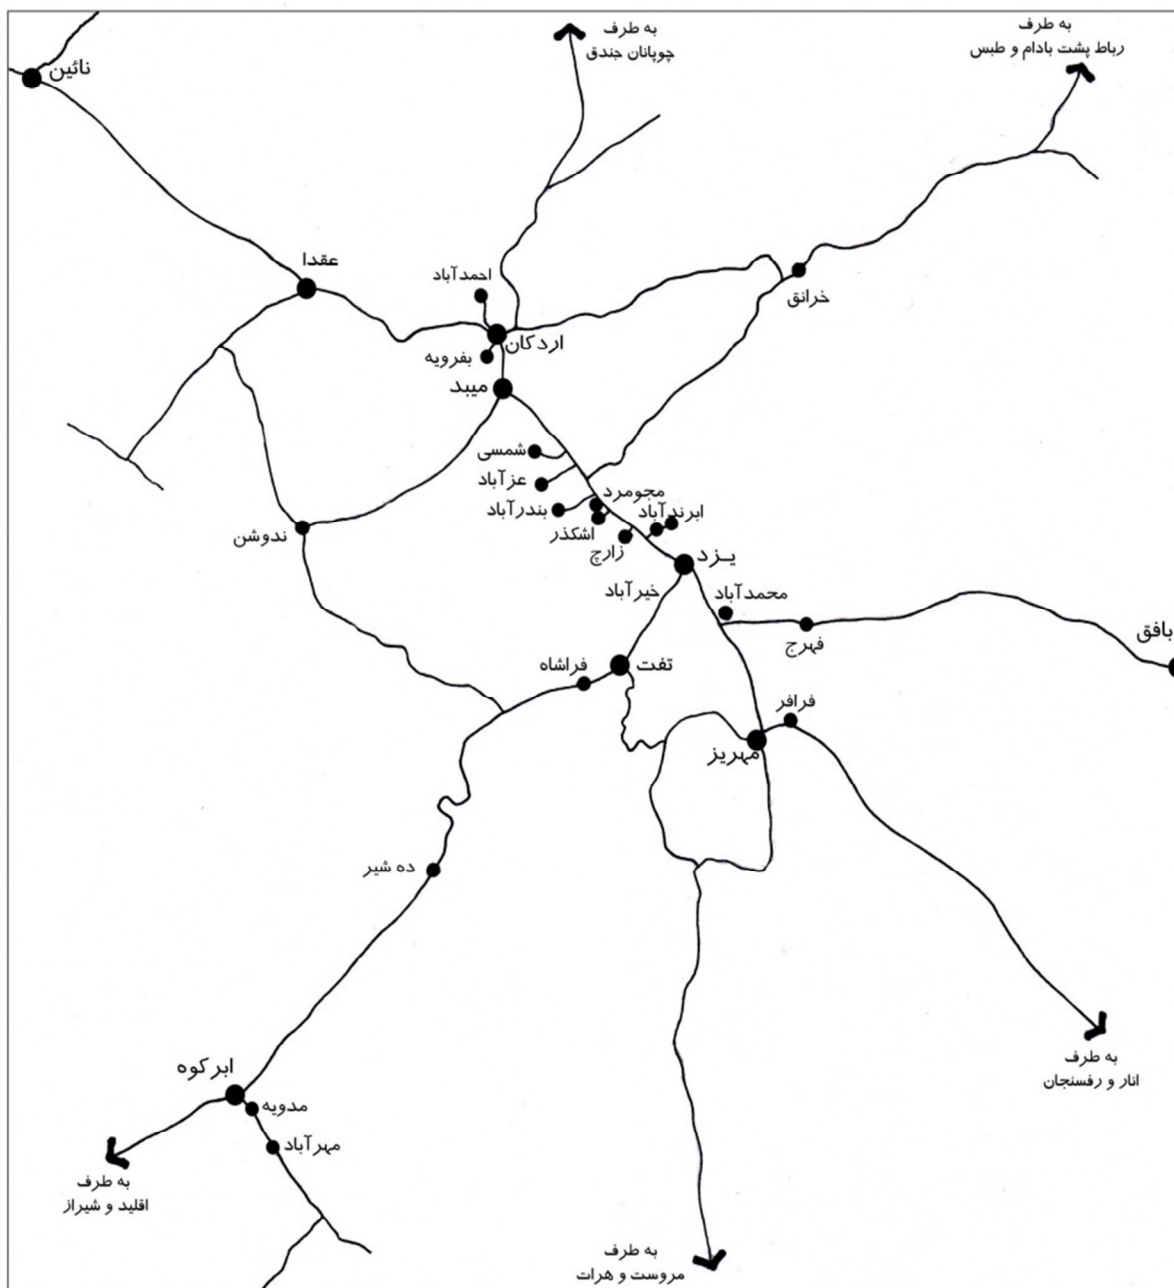 به طرف
چوپانان جندق
به طرف
رباط پشت بادام و طبس
نائین
عقدا
احمدآباد
خرانق
اردکان
بفرویه
میبد
شمسی
عزآباد
مجومرد
بندرآباد
ابرندآباد
اشکذر
زارچ
ندوشن
یـزد
خیرآباد
محمدآباد
بافق
فهرج
فراشاه
تفت
فرافر
مهریز
ده شیر
به طرف
انار و رفسنجان
ابرکوه
مدویه
مهرآباد
به طرف
اقلید و شیراز
به طرف
مروست و هرات